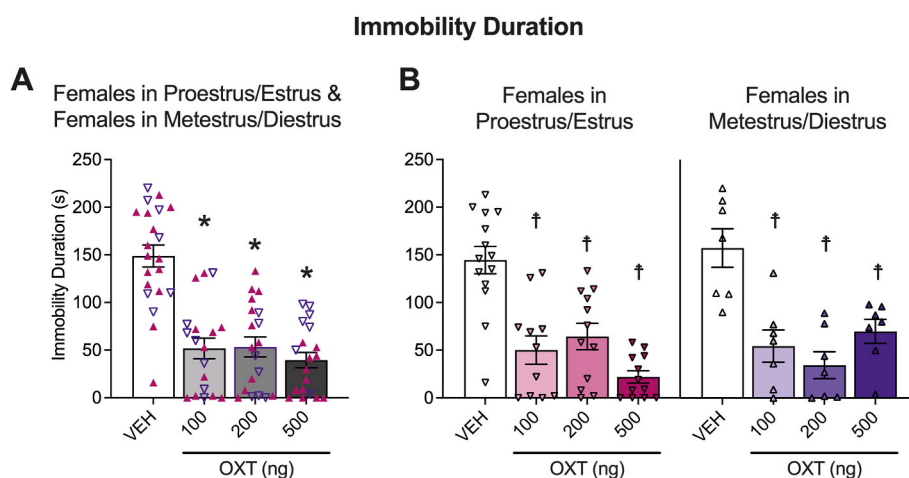 Immobility Duration
A
Females in Proestrus/Estrus &
Females in Metestrus/Diestrus
Immobility Duration (s)
250
200
150
100
50
0
*
*
*
VEH
100
200
500
OXT (ng)
B
Females in
Proestrus/Estrus
250
200
150
100
50
0
†
†
†
VEH
100
200
500
OXT (ng)
Females in
Metestrus/Diestrus
†
†
†
VEH
100
200
500
OXT (ng)